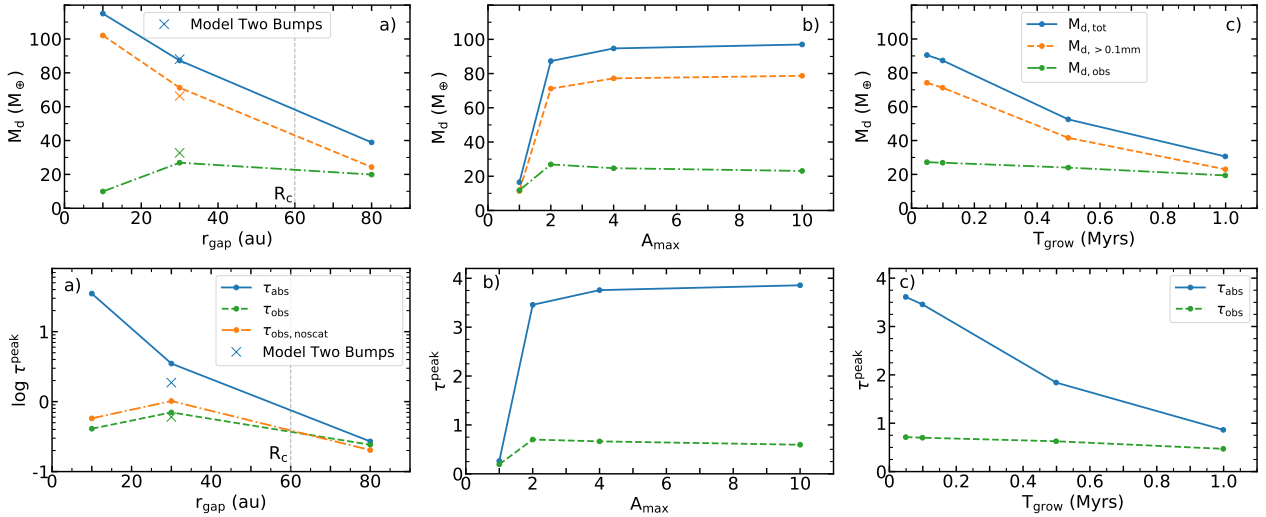 a)
Model Two Bumps
R_c
M_d (M_⊕)
0 20 40 60 80 100
0 20 40 60 80
r_gap (au)
b)
M_d (M_⊕)
0 20 40 60 80 100
0 2 4 6 8 10
A_max
c)
M_d,tot
M_d,>0.1mm
M_d,obs
M_d (M_⊕)
0 20 40 60 80 100
0 0.2 0.4 0.6 0.8 1.0
T_grow (Myrs)
a)
τ_abs
τ_obs
τ_obs,noscat
Model Two Bumps
R_c
log τ^peak
-1 0 1
0 20 40 60 80
r_gap (au)
b)
τ^peak
0 1 2 3 4
0 2 4 6 8 10
A_max
c)
τ_abs
τ_obs
τ^peak
0 1 2 3 4
0 0.2 0.4 0.6 0.8 1.0
T_grow (Myrs)